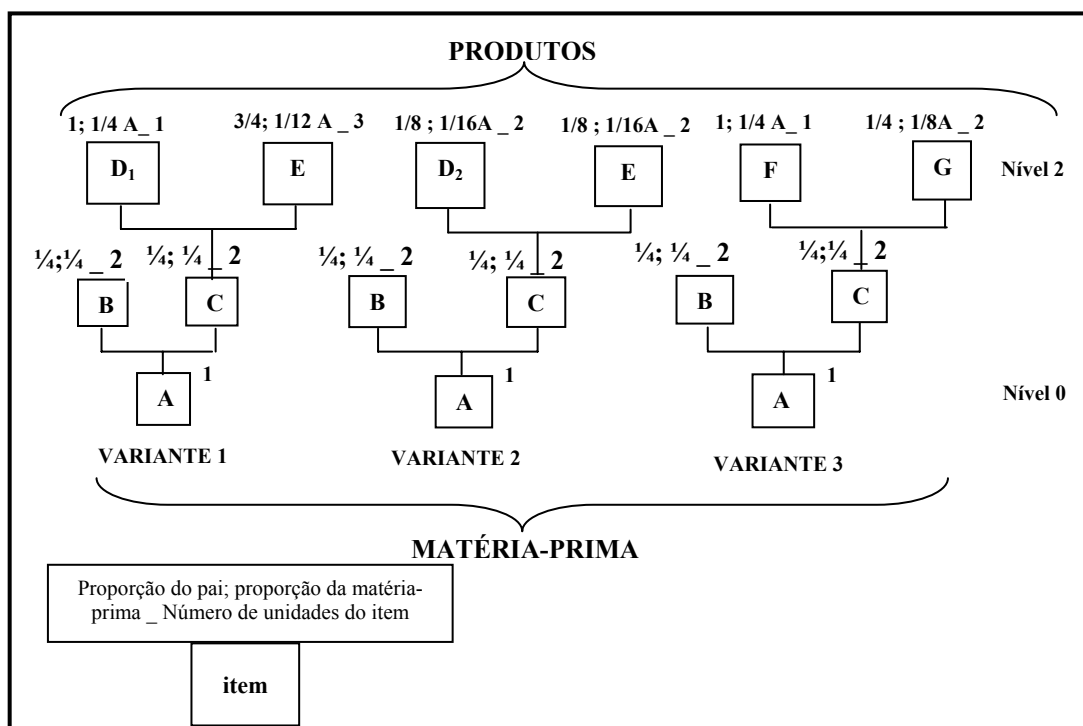 PRODUTOS
1; 1/4 A_ 1 3/4; 1/12 A _ 3 1/8 ; 1/16A _ 2 1/8 ; 1/16A _ 2 1; 1/4 A_ 1 1/4 ; 1/8A _ 2
D1 E D2 E F G Nível 2
¼;¼ _ 2 ¼; ¼ _ 2 ¼; ¼ _ 2 ¼; ¼ _ 2 ¼; ¼ _ 2 ¼;¼ _ 2
B C B C B C
A 1 A 1 A 1 Nível 0
VARIANTE 1 VARIANTE 2 VARIANTE 3
MATÉRIA-PRIMA
Proporção do pai; proporção da matéria-
prima _ Número de unidades do item
item